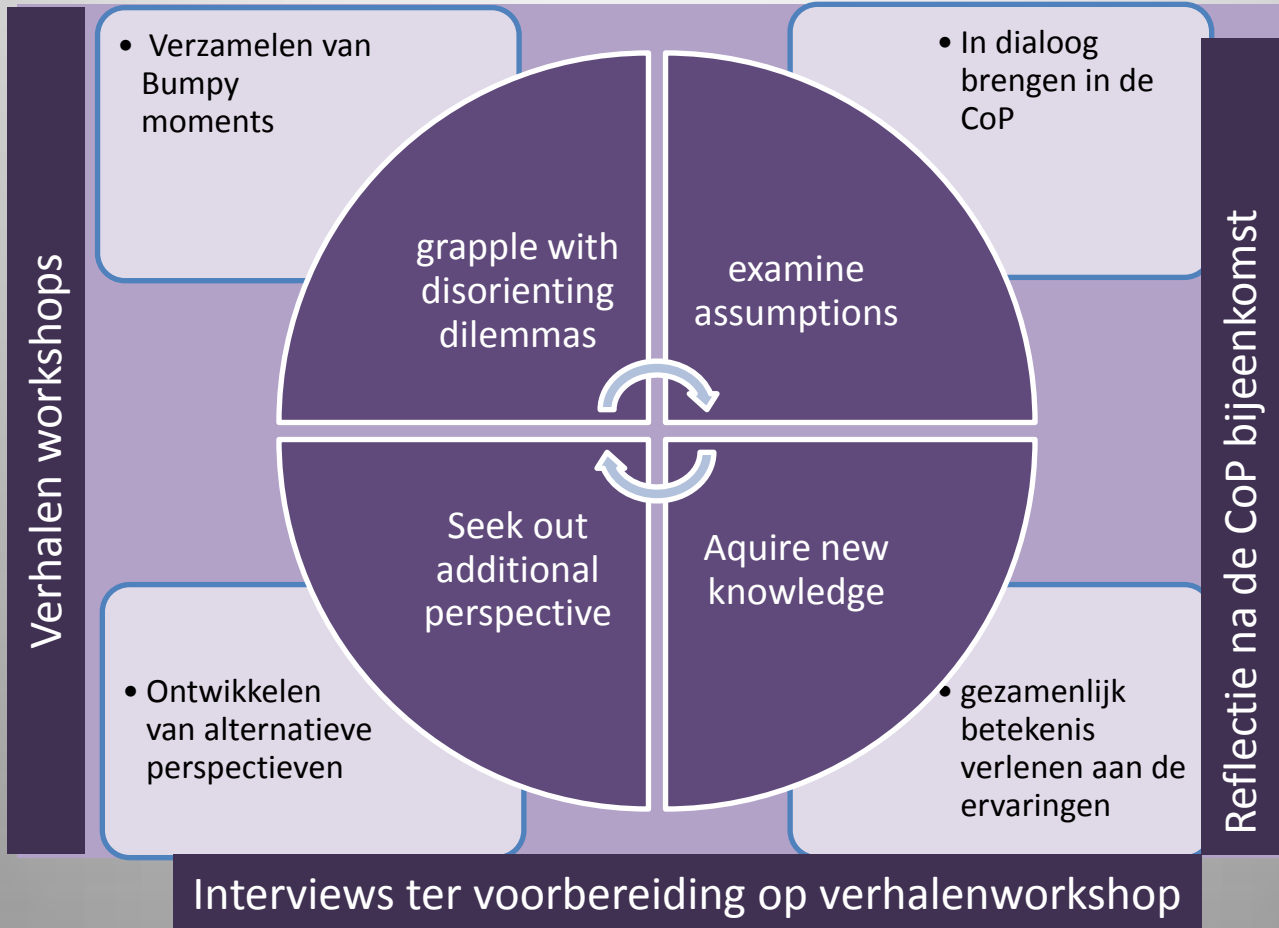 Verhalen workshops
• Verzamelen van
Bumpy
moments
• In dialoog
brengen in de
CoP
grapple with
disorienting
dilemmas
examine
assumptions
Seek out
additional
perspective
Aquire new
knowledge
• Ontwikkelen
van alternatieve
perspectieven
• gezamenlijk
betekenis
verlenen aan de
ervaringen
Reflectie na de CoP bijeenkomst
Interviews ter voorbereiding op verhalenworkshop